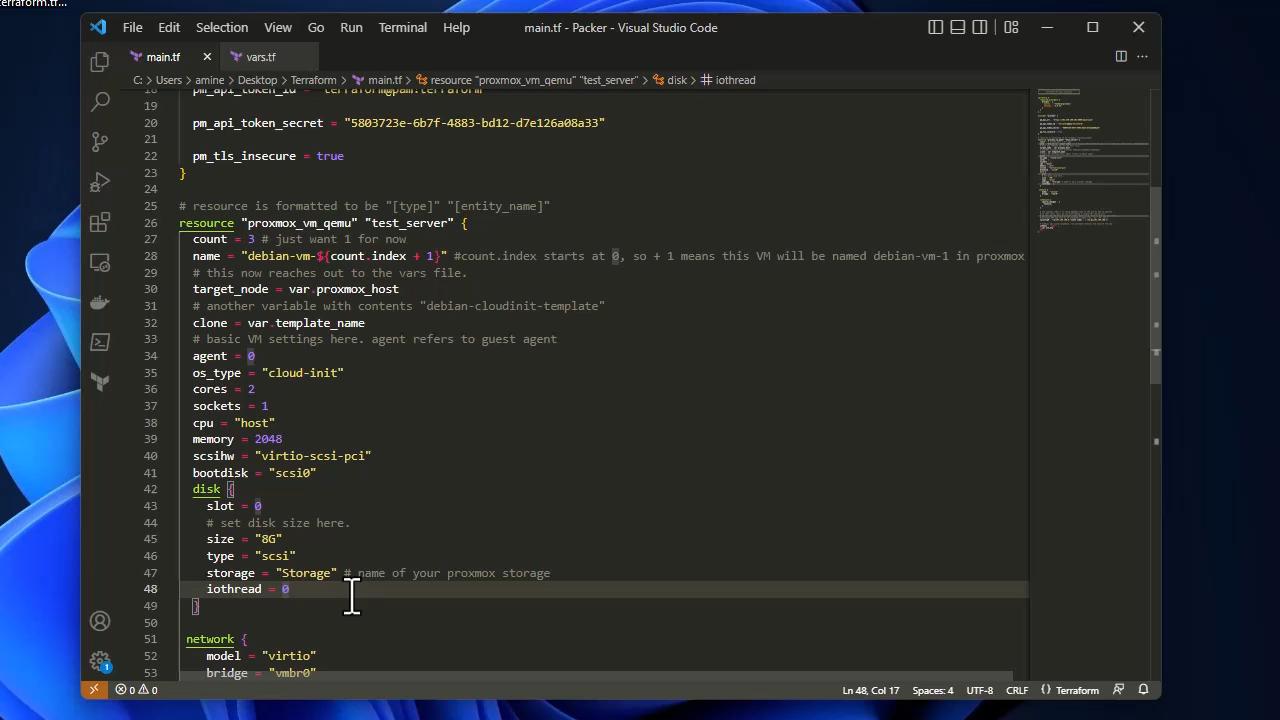 terraform...
File Edit Selection View Go Run Terminal Help
main.tf - Packer - Visual Studio Code
main.tf
vars.tf
C: > Users > amine > Desktop > Terraform > main.tf > resource "proxmox_vm_qemu" "test_server" > disk > iothread
18 pm_api_token_id = "terraform@pam!terraform"
19
20 pm_api_token_secret = "5803723e-6b7f-4883-bd12-d7e126a08a33"
21
22 pm_tls_insecure = true
23 }
24
25 # resource is formatted to be "[type]" "[entity_name]"
26 resource "proxmox_vm_qemu" "test_server" {
27 count = 3 # just want 1 for now
28 name = "debian-vm-${count.index + 1}" #count.index starts at 0, so + 1 means this VM will be named debian-vm-1 in proxmox
29 # this now reaches out to the vars file.
30 target_node = var.proxmox_host
31 # another variable with contents "debian-cloudinit-template"
32 clone = var.template_name
33 # basic VM settings here. agent refers to guest agent
34 agent = 0
35 os_type = "cloud-init"
36 cores = 2
37 sockets = 1
38 cpu = "host"
39 memory = 2048
40 scsihw = "virtio-scsi-pci"
41 bootdisk = "scsi0"
42 disk {
43 slot = 0
44 # set disk size here.
45 size = "8G"
46 type = "scsi"
47 storage = "Storage" # name of your proxmox storage
48 iothread = 0
49 }
50
51 network {
52 model = "virtio"
53 bridge = "vmbr0"
1
0 0 Ln 48, Col 17 Spaces: 4 UTF-8 CRLF Terraform